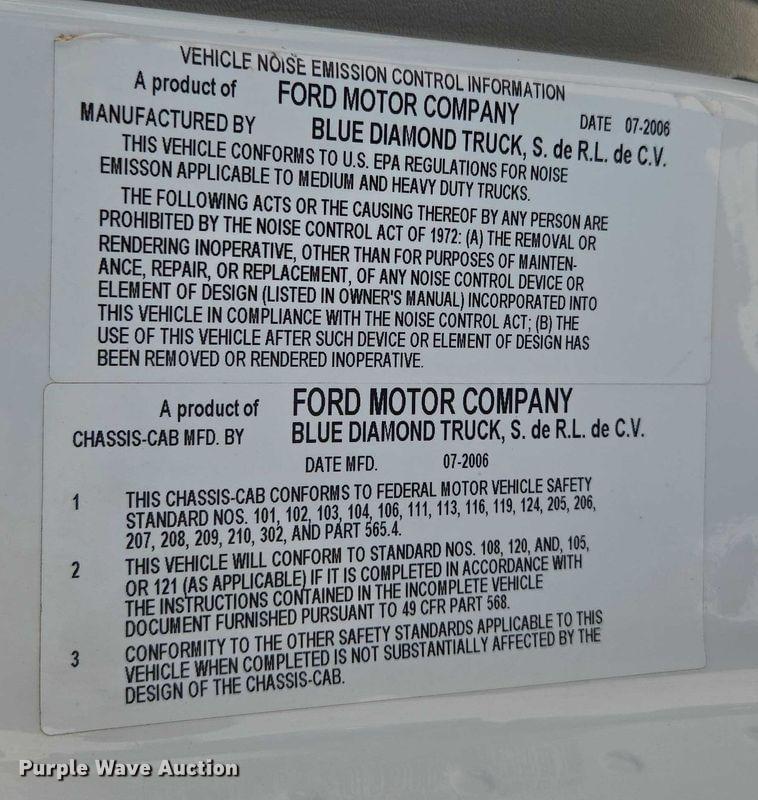 VEHICLE NOISE EMISSION CONTROL INFORMATION
A product of FORD MOTOR COMPANY DATE 07-2006
MANUFACTURED BY BLUE DIAMOND TRUCK, S. de R.L. de C.V.
THIS VEHICLE CONFORMS TO U.S. EPA REGULATIONS FOR NOISE
EMISSON APPLICABLE TO MEDIUM AND HEAVY DUTY TRUCKS.
THE FOLLOWING ACTS OR THE CAUSING THEREOF BY ANY PERSON ARE
PROHIBITED BY THE NOISE CONTROL ACT OF 1972: (A) THE REMOVAL OR
RENDERING INOPERATIVE, OTHER THAN FOR PURPOSES OF MAINTEN-
ANCE, REPAIR, OR REPLACEMENT, OF ANY NOISE CONTROL DEVICE OR
ELEMENT OF DESIGN (LISTED IN OWNER'S MANUAL) INCORPORATED INTO
THIS VEHICLE IN COMPLIANCE WITH THE NOISE CONTROL ACT; (B) THE
USE OF THIS VEHICLE AFTER SUCH DEVICE OR ELEMENT OF DESIGN HAS
BEEN REMOVED OR RENDERED INOPERATIVE.
A product of FORD MOTOR COMPANY
CHASSIS-CAB MFD. BY BLUE DIAMOND TRUCK, S. de R.L. de C.V.
DATE MFD. 07-2006
1 THIS CHASSIS-CAB CONFORMS TO FEDERAL MOTOR VEHICLE SAFETY
STANDARD NOS. 101, 102, 103, 104, 106, 111, 113, 116, 119, 124, 205, 206,
207, 208, 209, 210, 302, AND PART 565.4.
2 THIS VEHICLE WILL CONFORM TO STANDARD NOS. 108, 120, AND, 105,
OR 121 (AS APPLICABLE) IF IT IS COMPLETED IN ACCORDANCE WITH
THE INSTRUCTIONS CONTAINED IN THE INCOMPLETE VEHICLE
DOCUMENT FURNISHED PURSUANT TO 49 CFR PART 568.
3 CONFORMITY TO THE OTHER SAFETY STANDARDS APPLICABLE TO THIS
VEHICLE WHEN COMPLETED IS NOT SUBSTANTIALLY AFFECTED BY THE
DESIGN OF THE CHASSIS-CAB.
Purple Wave Auction